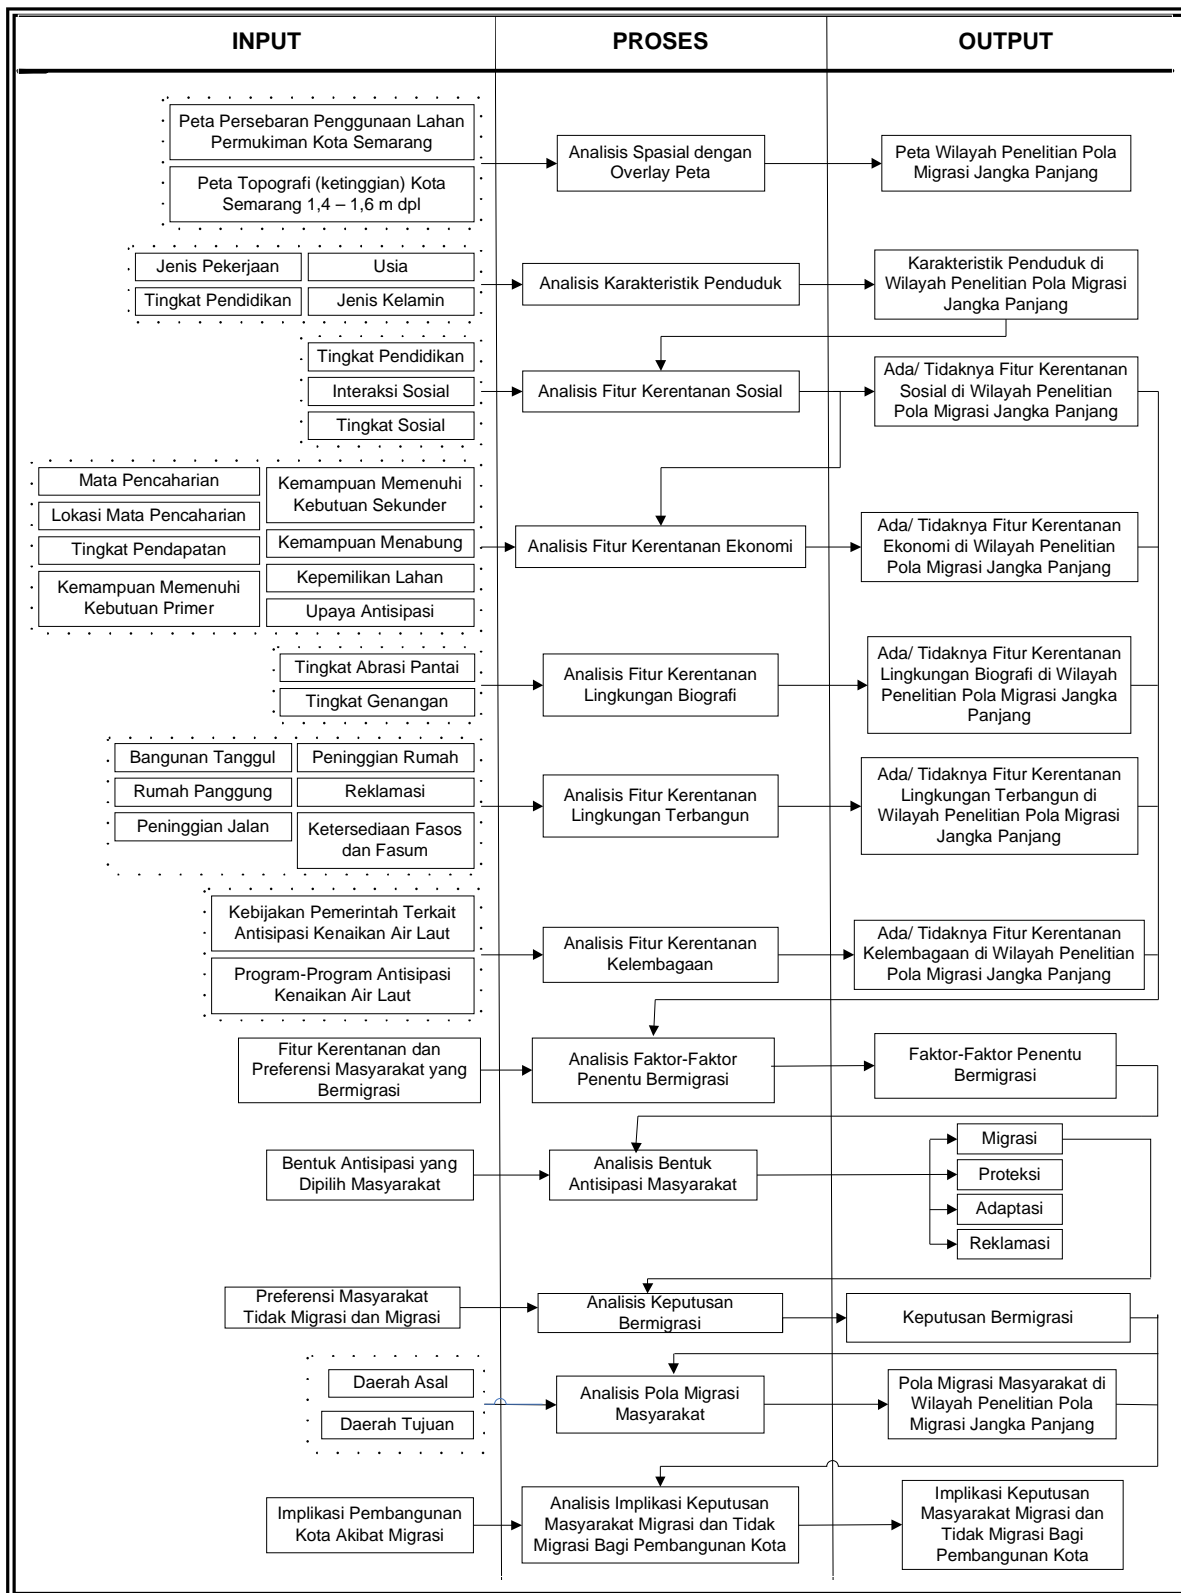 INPUT
PROSES
OUTPUT
Peta Persebaran Penggunaan Lahan
Permukiman Kota Semarang
Peta Topografi (ketinggian) Kota
Semarang 1,4 – 1,6 m dpl
Analisis Spasial dengan
Overlay Peta
Peta Wilayah Penelitian Pola
Migrasi Jangka Panjang
Jenis Pekerjaan
Usia
Tingkat Pendidikan
Jenis Kelamin
Analisis Karakteristik Penduduk
Karakteristik Penduduk di
Wilayah Penelitian Pola Migrasi
Jangka Panjang
Tingkat Pendidikan
Interaksi Sosial
Tingkat Sosial
Analisis Fitur Kerentanan Sosial
Ada/ Tidaknya Fitur Kerentanan
Sosial di Wilayah Penelitian
Pola Migrasi Jangka Panjang
Mata Pencaharian
Lokasi Mata Pencaharian
Tingkat Pendapatan
Kemampuan Memenuhi
Kebutuan Primer
Kemampuan Memenuhi
Kebutuan Sekunder
Kemampuan Menabung
Kepemilikan Lahan
Upaya Antisipasi
Analisis Fitur Kerentanan Ekonomi
Ada/ Tidaknya Fitur Kerentanan
Ekonomi di Wilayah Penelitian
Pola Migrasi Jangka Panjang
Tingkat Abrasi Pantai
Tingkat Genangan
Analisis Fitur Kerentanan
Lingkungan Biografi
Ada/ Tidaknya Fitur Kerentanan
Lingkungan Biografi di Wilayah
Penelitian Pola Migrasi Jangka
Panjang
Bangunan Tanggul
Peninggian Rumah
Rumah Panggung
Reklamasi
Peninggian Jalan
Ketersediaan Fasos
dan Fasum
Analisis Fitur Kerentanan
Lingkungan Terbangun
Ada/ Tidaknya Fitur Kerentanan
Lingkungan Terbangun di
Wilayah Penelitian Pola Migrasi
Jangka Panjang
Kebijakan Pemerintah Terkait
Antisipasi Kenaikan Air Laut
Program-Program Antisipasi
Kenaikan Air Laut
Analisis Fitur Kerentanan
Kelembagaan
Ada/ Tidaknya Fitur Kerentanan
Kelembagaan di Wilayah Penelitian
Pola Migrasi Jangka Panjang
Fitur Kerentanan dan
Preferensi Masyarakat yang
Bermigrasi
Analisis Faktor-Faktor
Penentu Bermigrasi
Faktor-Faktor Penentu
Bermigrasi
Bentuk Antisipasi yang
Dipilih Masyarakat
Analisis Bentuk
Antisipasi Masyarakat
Migrasi
Proteksi
Adaptasi
Reklamasi
Preferensi Masyarakat
Tidak Migrasi dan Migrasi
Analisis Keputusan
Bermigrasi
Keputusan Bermigrasi
Daerah Asal
Daerah Tujuan
Analisis Pola Migrasi
Masyarakat
Pola Migrasi Masyarakat di
Wilayah Penelitian Pola
Migrasi Jangka Panjang
Implikasi Pembangunan
Kota Akibat Migrasi
Analisis Implikasi Keputusan
Masyarakat Migrasi dan Tidak
Migrasi Bagi Pembangunan Kota
Implikasi Keputusan
Masyarakat Migrasi dan
Tidak Migrasi Bagi
Pembangunan Kota